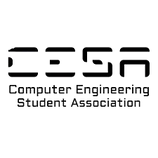 CESA
Computer Engineering
Student Association